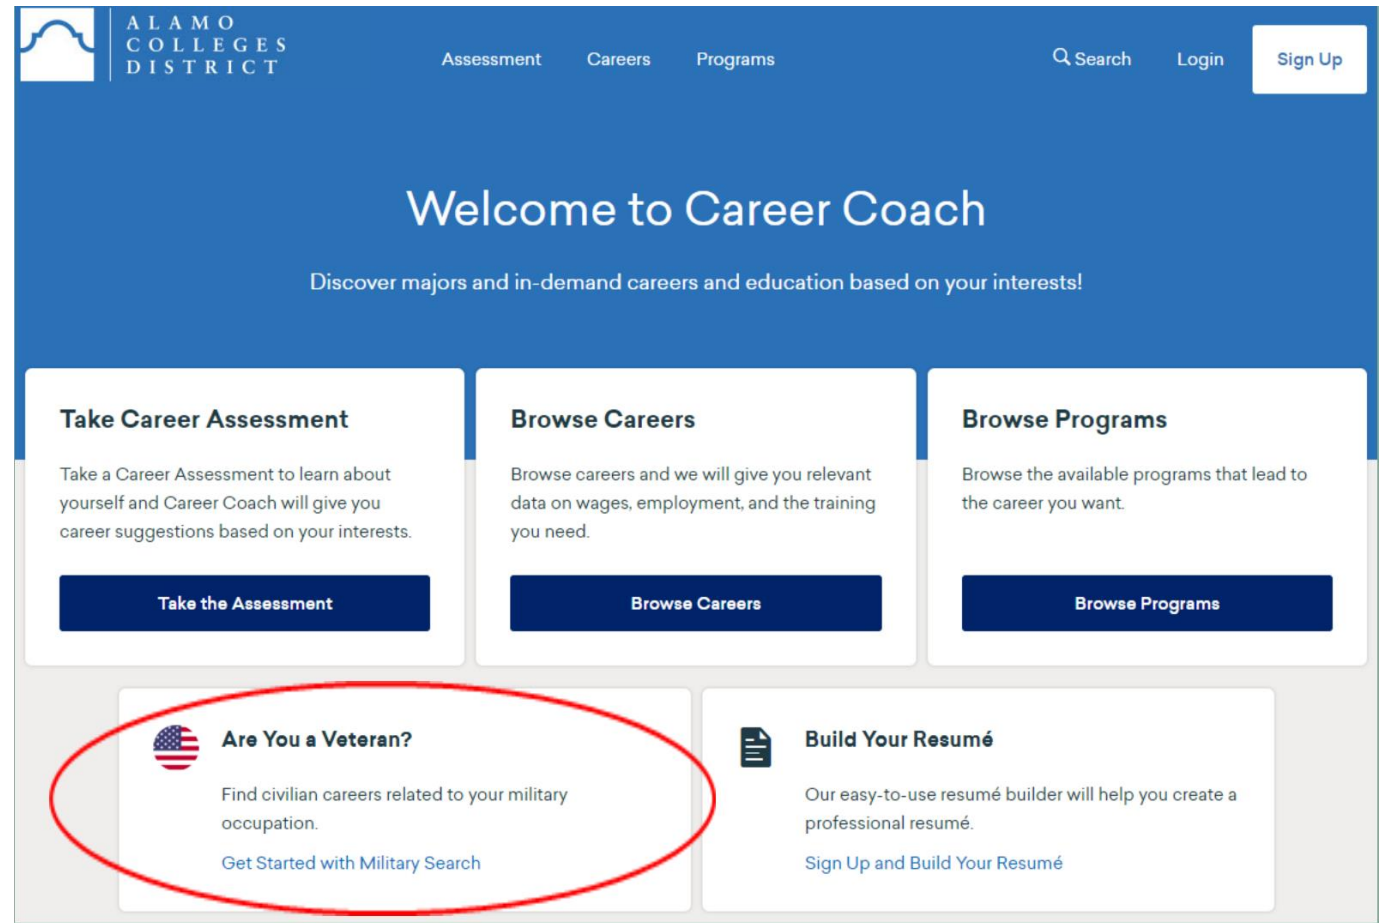 ALAMO
COLLEGES
DISTRICT
Assessment Careers Programs Search Login Sign Up
Welcome to Career Coach
Discover majors and in-demand careers and education based on your interests!
Take Career Assessment
Take a Career Assessment to learn about
yourself and Career Coach will give you
career suggestions based on your interests.
Take the Assessment
Browse Careers
Browse careers and we will give you relevant
data on wages, employment, and the training
you need.
Browse Careers
Browse Programs
Browse the available programs that lead to
the career you want.
Browse Programs
Are You a Veteran?
Find civilian careers related to your military
occupation.
Get Started with Military Search
Build Your Resumé
Our easy-to-use resumé builder will help you create a
professional resumé.
Sign Up and Build Your Resumé